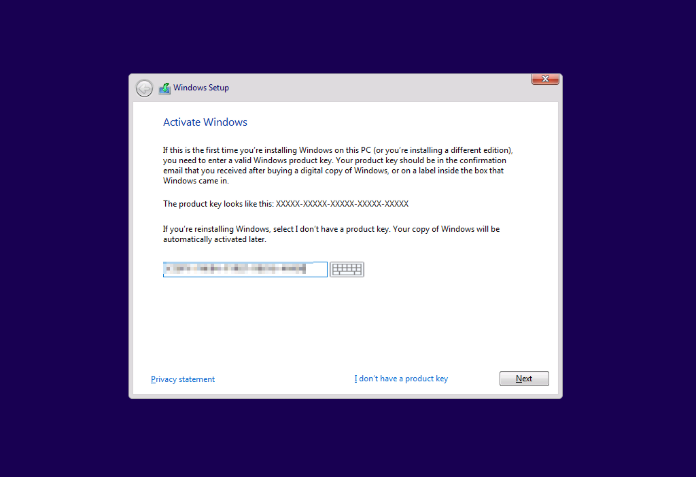 Windows Setup
Activate Windows
If this is the first time you're installing Windows on this PC (or you're installing a different edition),
you need to enter a valid Windows product key. Your product key should be in the confirmation
email that you received after buying a digital copy of Windows, or on a label inside the box that
Windows came in.
The product key looks like this: XXXXX-XXXXX-XXXXX-XXXXX-XXXXX
If you're reinstalling Windows, select I don't have a product key. Your copy of Windows will be
automatically activated later.
Privacy statement
I don't have a product key
Next